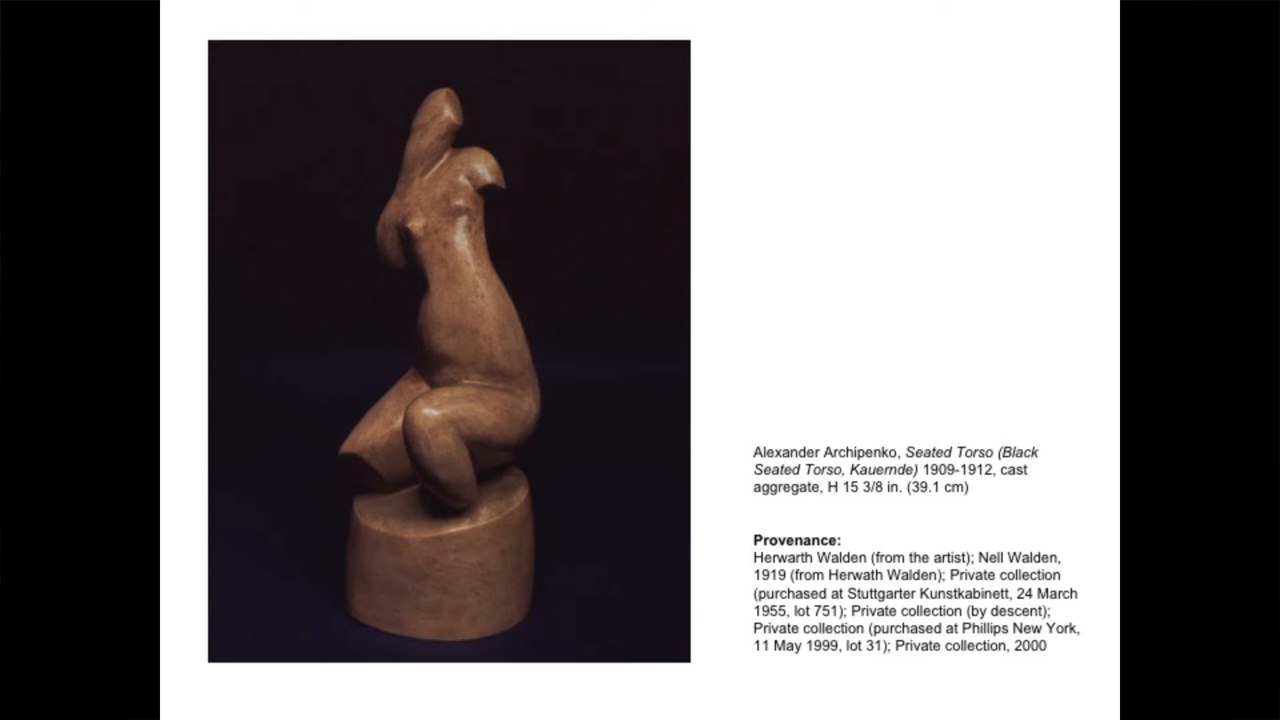 Alexander Archipenko, Seated Torso (Black
Seated Torso, Kauernde) 1909-1912, cast
aggregate, H 15 3/8 in. (39.1 cm)
Provenance:
Herwarth Walden (from the artist); Nell Walden,
1919 (from Herwath Walden); Private collection
(purchased at Stuttgarter Kunstkabinett, 24 March
1955, lot 751); Private collection (by descent);
Private collection (purchased at Phillips New York,
11 May 1999, lot 31); Private collection, 2000